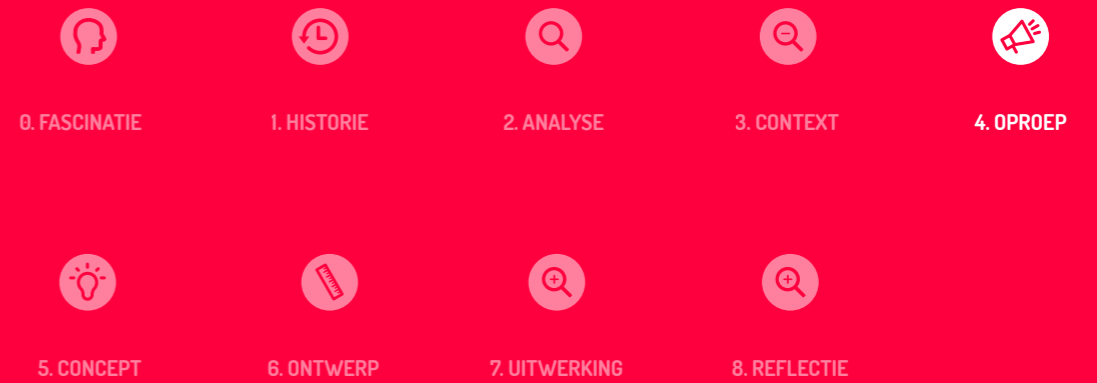 0. FASCINATIE
1. HISTORIE
2. ANALYSE
3. CONTEXT
4. OPROEP
5. CONCEPT
6. ONTWERP
7. UITWERKING
8. REFLECTIE